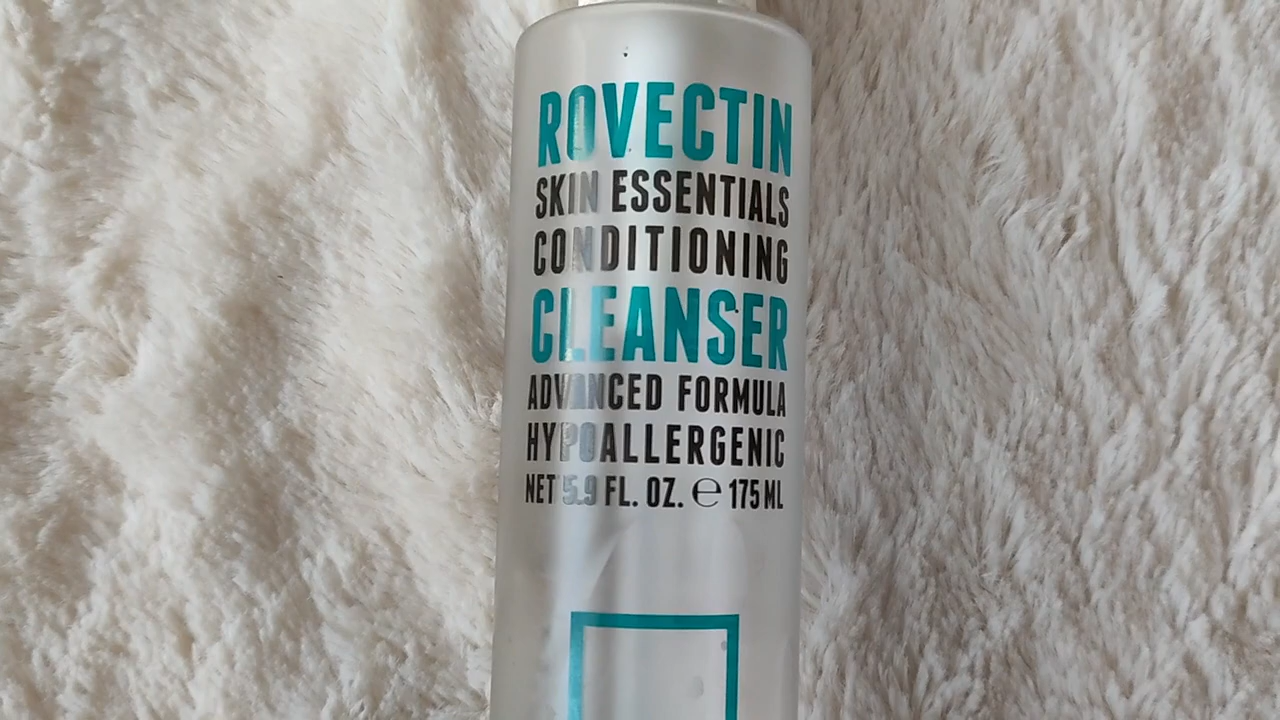 ROVECTIN
SKIN ESSENTIALS
CONDITIONING
CLEANSER
ADVANCED FORMULA
HYPOALLERGENIC
NET 5.9 FL. OZ. ℮ 175 ML